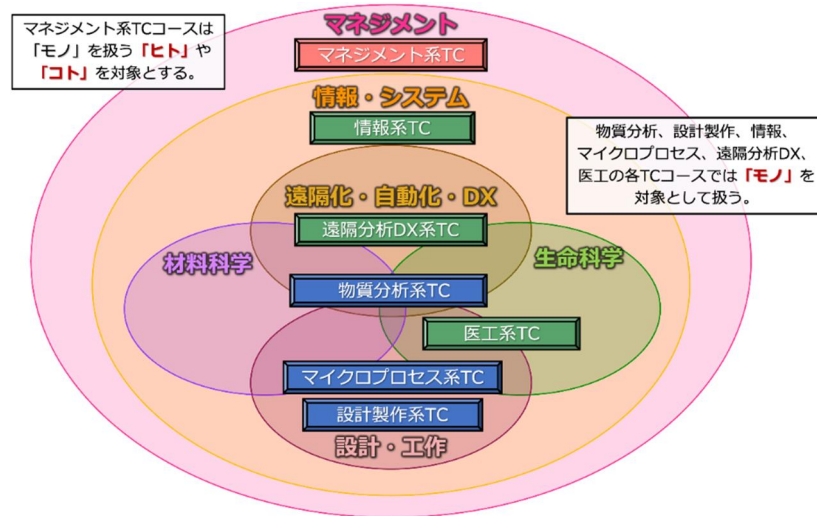 マネジメント
マネジメント系TCコースは
「モノ」を扱う「ヒト」や
「コト」を対象とする。
マネジメント系TC
情報・システム
情報系TC
物質分析、設計製作、情報、
マイクロプロセス、遠隔分析DX、
医工の各TCコースでは「モノ」を
対象として扱う。
遠隔化・自動化・DX
遠隔分析DX系TC
材料科学
生命科学
物質分析系TC
医工系TC
マイクロプロセス系TC
設計製作系TC
設計・工作